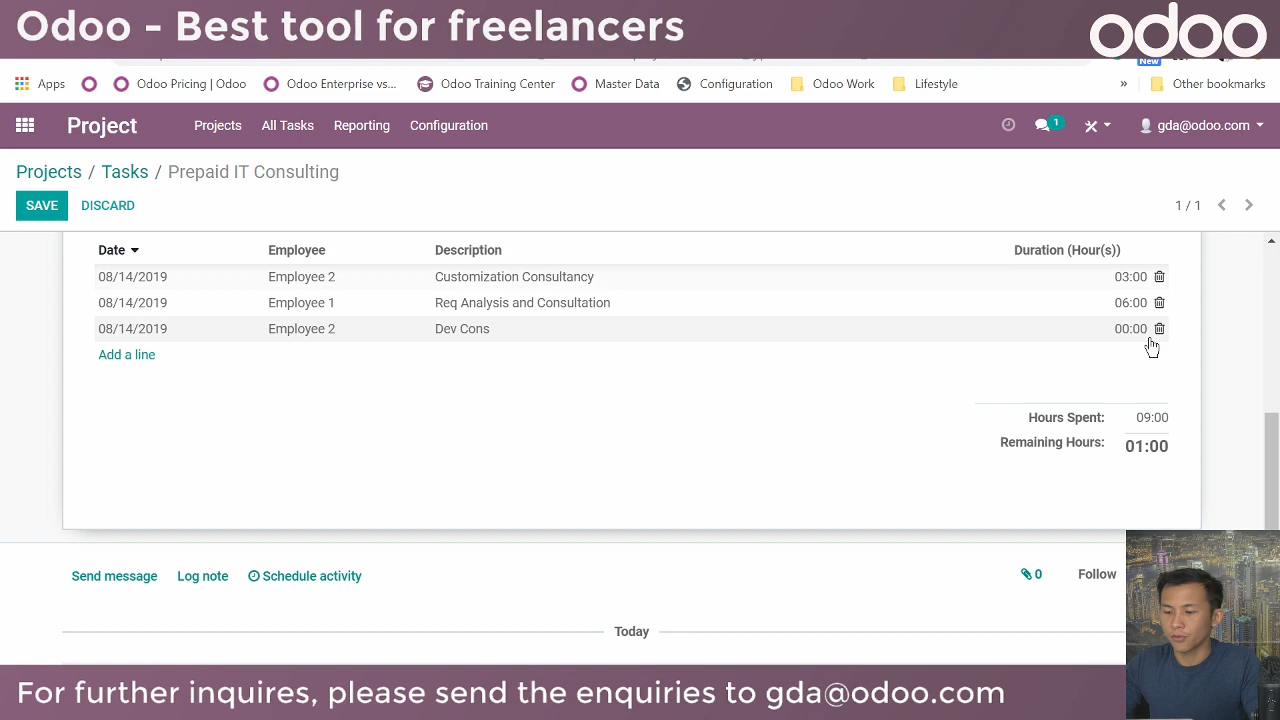 Odoo - Best tool for freelancers
odoo
New
Apps
Odoo Pricing | Odoo
Odoo Enterprise vs...
Odoo Training Center
Master Data
Configuration
Odoo Work
Lifestyle
»
Other bookmarks
Project
Projects
All Tasks
Reporting
Configuration
1
gda@odoo.com
Projects / Tasks / Prepaid IT Consulting
SAVE
DISCARD
1 / 1
Date Employee Description Duration (Hour(s))
08/14/2019 Employee 2 Customization Consultancy 03:00
08/14/2019 Employee 1 Req Analysis and Consultation 06:00
08/14/2019 Employee 2 Dev Cons 00:00
Add a line
Hours Spent: 09:00
Remaining Hours: 01:00
Send message
Log note
Schedule activity
0
Follow
Today
For further inquires, please send the enquiries to gda@odoo.com